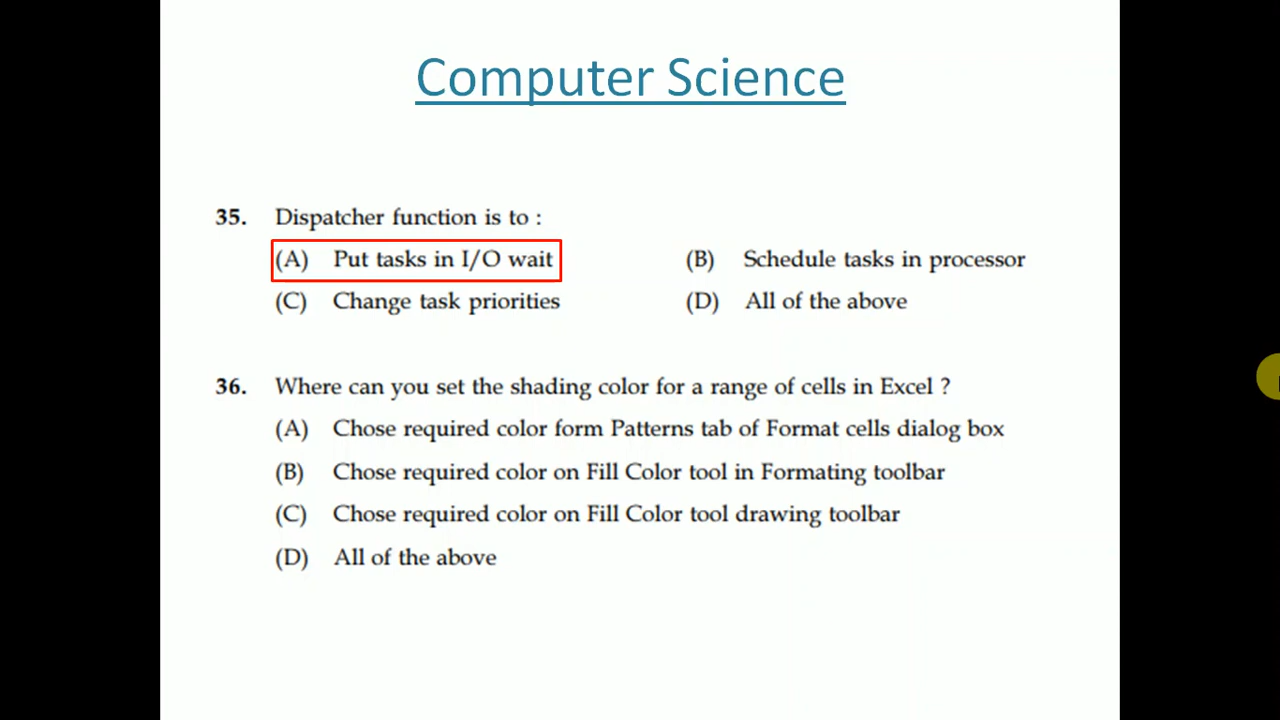 Computer Science
35. Dispatcher function is to :
(A) Put tasks in I/O wait (B) Schedule tasks in processor
(C) Change task priorities (D) All of the above
36. Where can you set the shading color for a range of cells in Excel ?
(A) Chose required color form Patterns tab of Format cells dialog box
(B) Chose required color on Fill Color tool in Formating toolbar
(C) Chose required color on Fill Color tool drawing toolbar
(D) All of the above